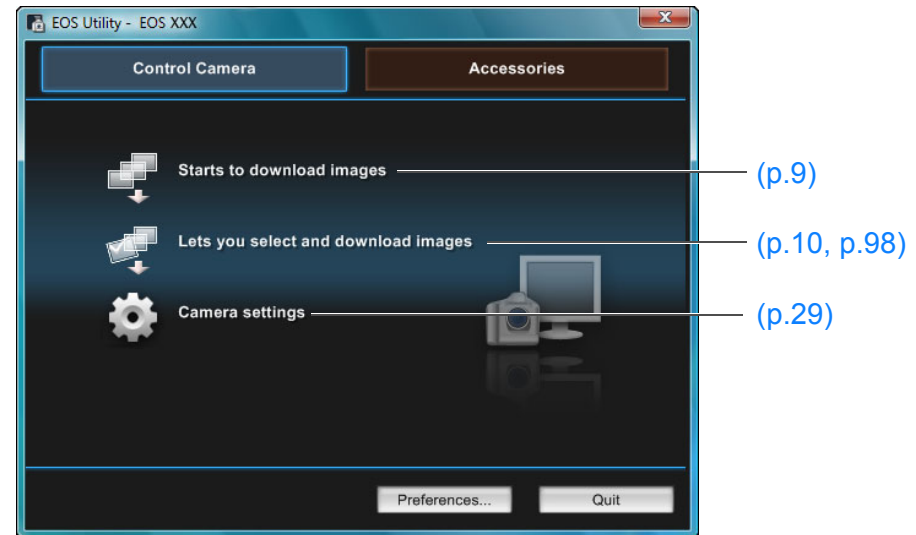 EOS Utility - EOS XXX
Control Camera
Accessories
Starts to download images
(p.9)
Lets you select and download images
(p.10, p.98)
Camera settings
(p.29)
Preferences...
Quit